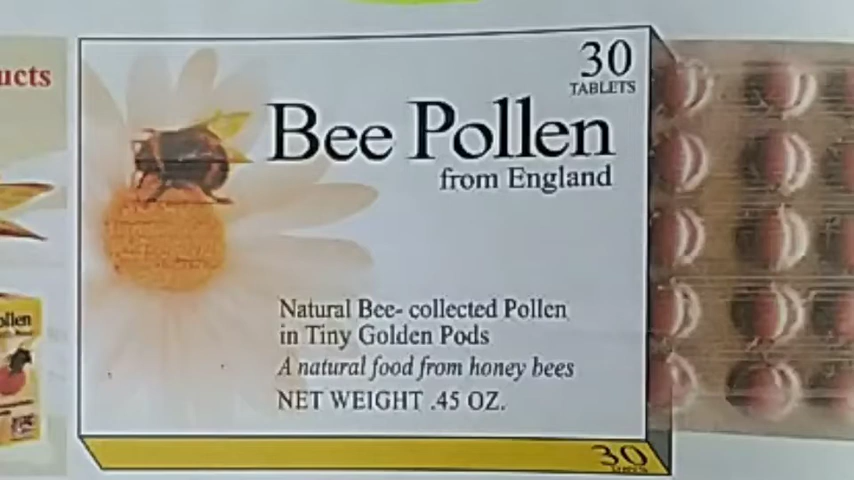 ucts
30
TABLETS
Bee Pollen
from England
Natural Bee- collected Pollen
in Tiny Golden Pods
A natural food from honey bees
NET WEIGHT .45 OZ.
30
ollen